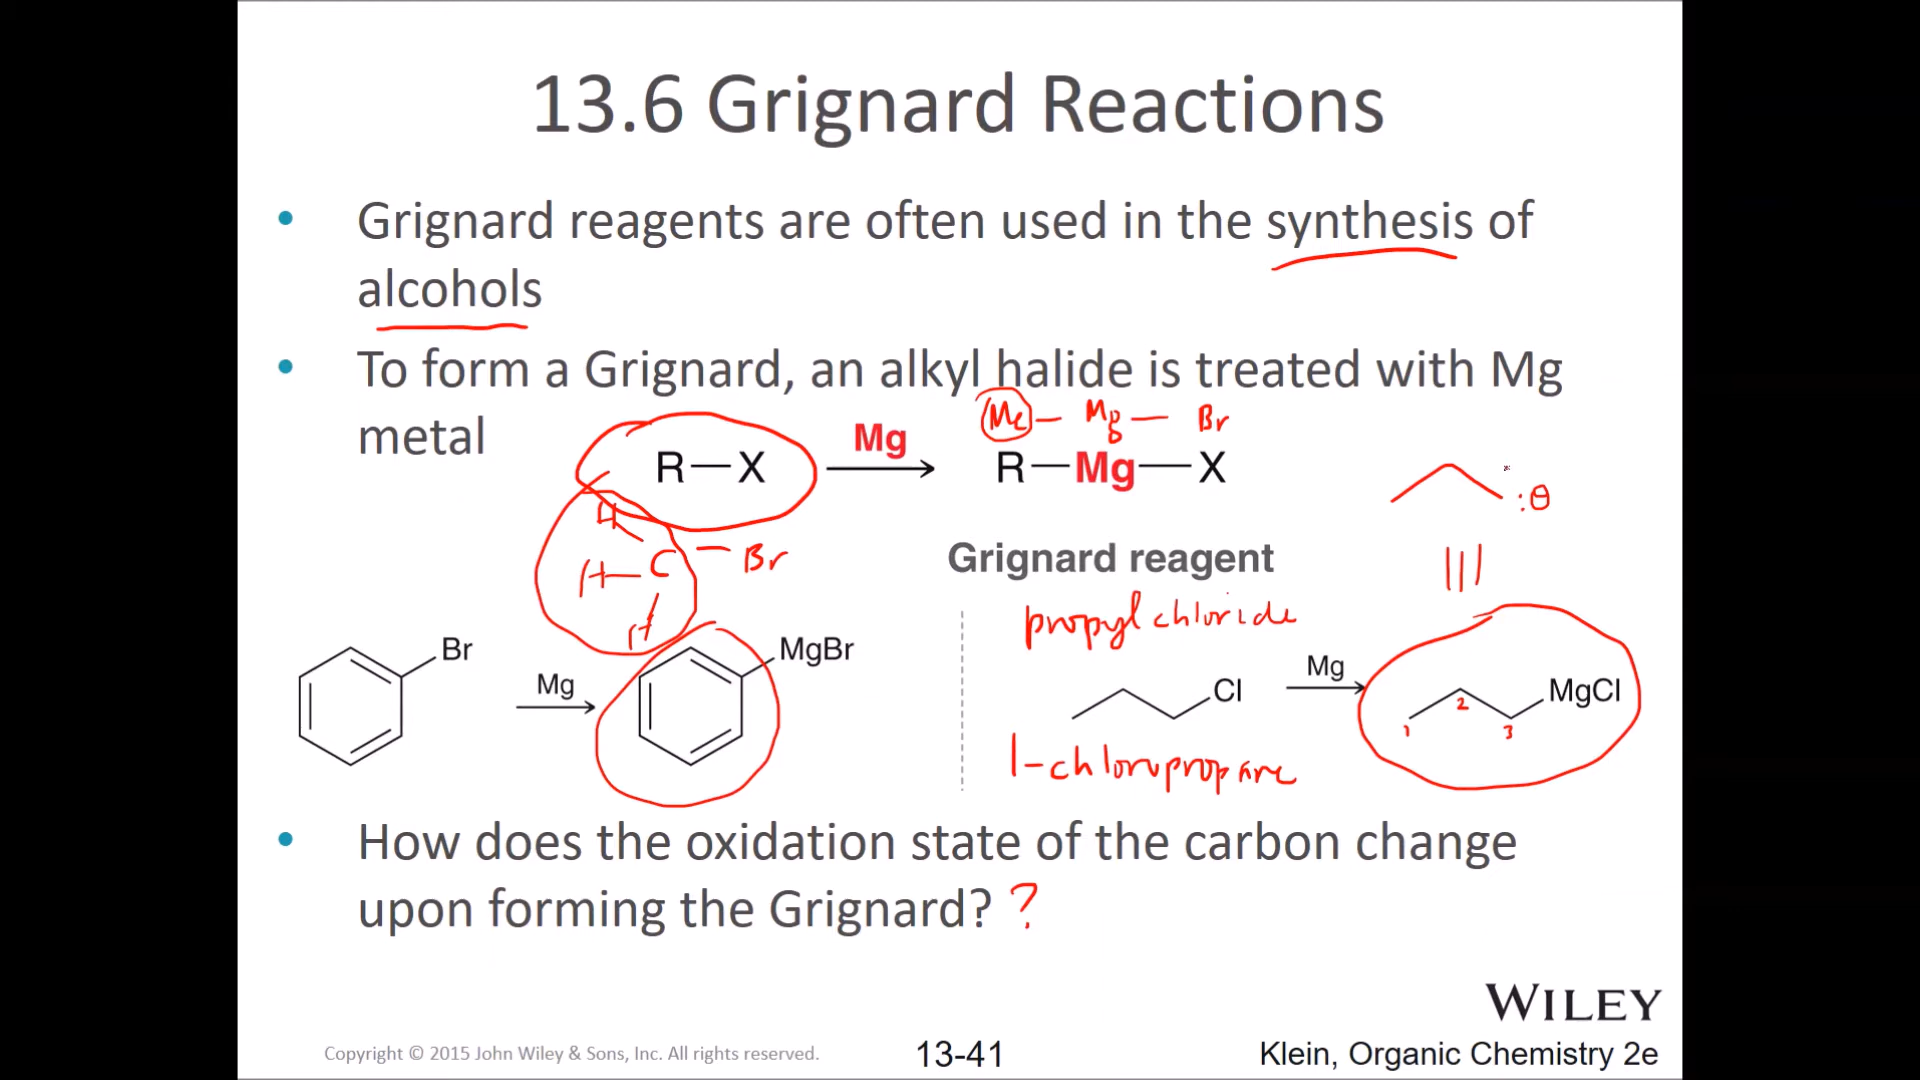 13.6 Grignard Reactions
• Grignard reagents are often used in the synthesis of
alcohols
• To form a Grignard, an alkyl halide is treated with Mg
metal
Me — Mg — Br
R—X
Mg
R—Mg—X
:⊖
H
H—C—Br
H
Grignard reagent
propyl chloride
Br
Mg
MgBr
Cl
Mg
MgCl
1 2 3
1-chloropropane
• How does the oxidation state of the carbon change
upon forming the Grignard? ?
WILEY
Copyright © 2015 John Wiley & Sons, Inc. All rights reserved.
13-41
Klein, Organic Chemistry 2e